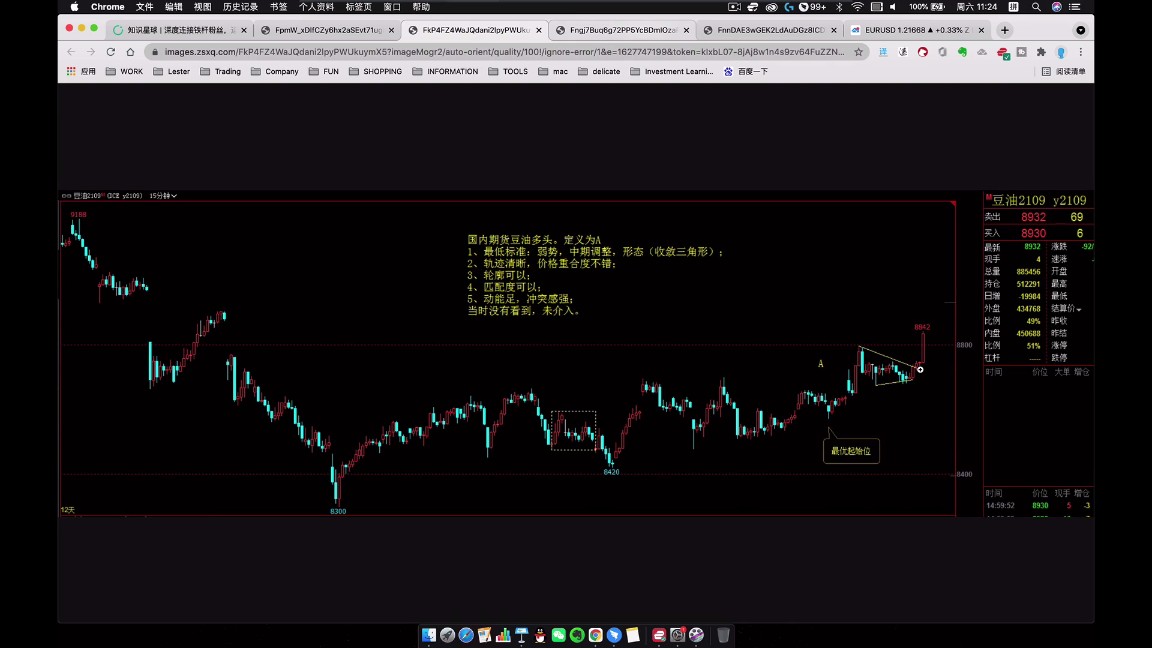 Chrome 文件 编辑 视图 历史记录 书签 个人资料 标签页 窗口 帮助
99+ 100% 周六 11:24
知识星球 | 深度连接铁杆粉丝,
FpmW_xDIfCZy6hx2aSEvt71uj
FkP4FZ4WaJQdani2lpyPWUku
Fngj7Buq6g72PP5YcBDmlOza
FnnDAE3wGEK2LdAuDGz8lCD
EURUSD 1.21668 ▲ +0.33% Z
images.zsxq.com/FkP4FZ4WaJQdani2lpyPWUkuymX5?imageMogr2/auto-orient/quality/100!/ignore-error/1&e=1627747199&token=kIxbL07-8jAj8w1n4s9zv64FuZZN...
应用 WORK Lester Trading Company FUN SHOPPING INFORMATION TOOLS mac delicate Investment Learni... 百度一下 阅读清单
豆油2109 (DCE y2109) 15分钟
9188
国内期货豆油多头。定义为A
1、最低标准:弱势,中期调整,形态(收敛三角形);
2、轨迹清晰,价格重合度不错;
3、轮廓可以;
4、匹配度可以;
5、动能足,冲突感强;
当时没有看到,未介入。
8842
8800
A
最优起始位
8420
8400
8300
12天
豆油2109 y2109
卖出 8932 69
买入 8930 6
最新 8932 涨跌 -92/
现手 4 速涨
总量 885456 开盘
持仓 512291 最高
日增 -19984 最低
外盘 434768 结算价
比例 49% 昨收
内盘 450688 昨结
比例 51% 涨停
杠杆 ---- 跌停
时间 价位 大单 增仓
时间 价位 现手 增仓
14:59:52 8930 5 -3